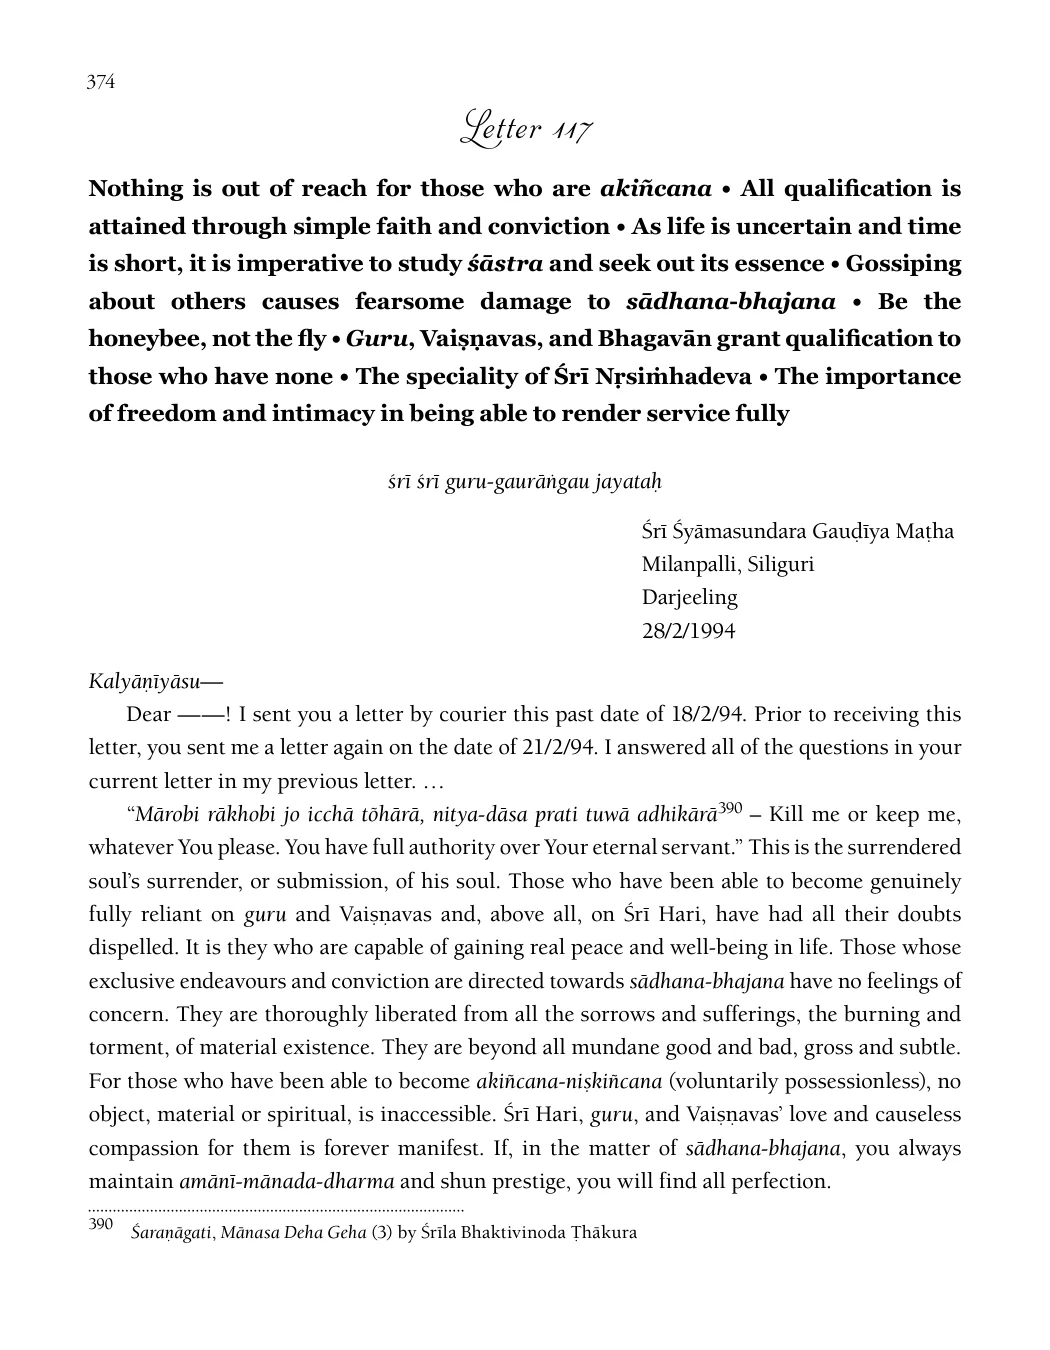 374
Letter 117
Nothing is out of reach for those who are akiñcana • All qualification is
attained through simple faith and conviction • As life is uncertain and time
is short, it is imperative to study śāstra and seek out its essence • Gossiping
about others causes fearsome damage to sādhana-bhajana • Be the
honeybee, not the fly • Guru, Vaiṣṇavas, and Bhagavān grant qualification to
those who have none • The speciality of Śrī Nṛsiṁhadeva • The importance
of freedom and intimacy in being able to render service fully
śrī śrī guru-gaurāṅgau jayataḥ
Śrī Śyāmasundara Gauḍīya Maṭha
Milanpalli, Siliguri
Darjeeling
28/2/1994
Kalyāṇīyāsu—
Dear ——! I sent you a letter by courier this past date of 18/2/94. Prior to receiving this
letter, you sent me a letter again on the date of 21/2/94. I answered all of the questions in your
current letter in my previous letter. …
“Mārobi rākhobi jo icchā tõhārā, nitya-dāsa prati tuwā adhikārā390 – Kill me or keep me,
whatever You please. You have full authority over Your eternal servant.” This is the surrendered
soul’s surrender, or submission, of his soul. Those who have been able to become genuinely
fully reliant on guru and Vaiṣṇavas and, above all, on Śrī Hari, have had all their doubts
dispelled. It is they who are capable of gaining real peace and well-being in life. Those whose
exclusive endeavours and conviction are directed towards sādhana-bhajana have no feelings of
concern. They are thoroughly liberated from all the sorrows and sufferings, the burning and
torment, of material existence. They are beyond all mundane good and bad, gross and subtle.
For those who have been able to become akiñcana-niṣkiñcana (voluntarily possessionless), no
object, material or spiritual, is inaccessible. Śrī Hari, guru, and Vaiṣṇavas’ love and causeless
compassion for them is forever manifest. If, in the matter of sādhana-bhajana, you always
maintain amānī-mānada-dharma and shun prestige, you will find all perfection.
390 Śaraṇāgati, Mānasa Deha Geha (3) by Śrīla Bhaktivinoda Ṭhākura